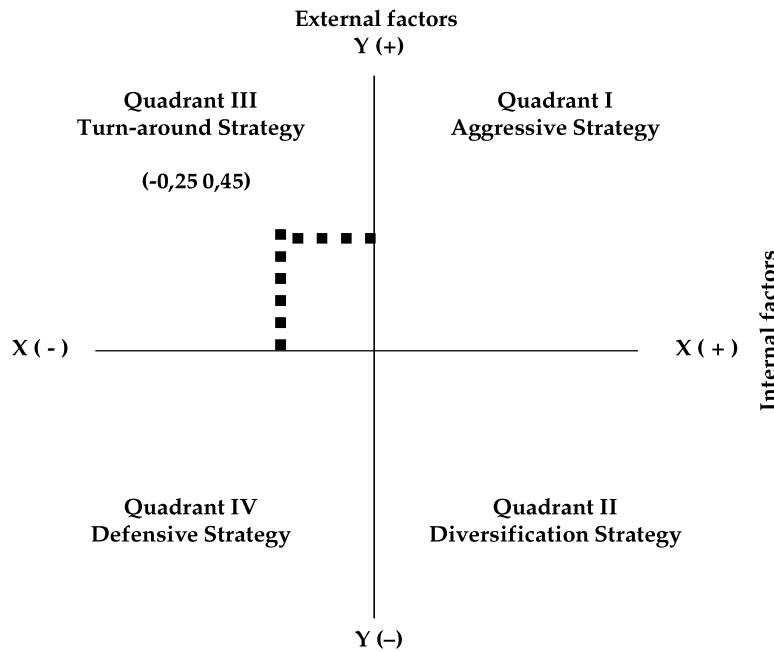 External factors
Y (+)
Quadrant III
Turn-around Strategy
Quadrant I
Aggressive Strategy
(-0,25 0,45)
X ( - )
X ( + )
Internal factors
Quadrant IV
Defensive Strategy
Quadrant II
Diversification Strategy
Y (–)